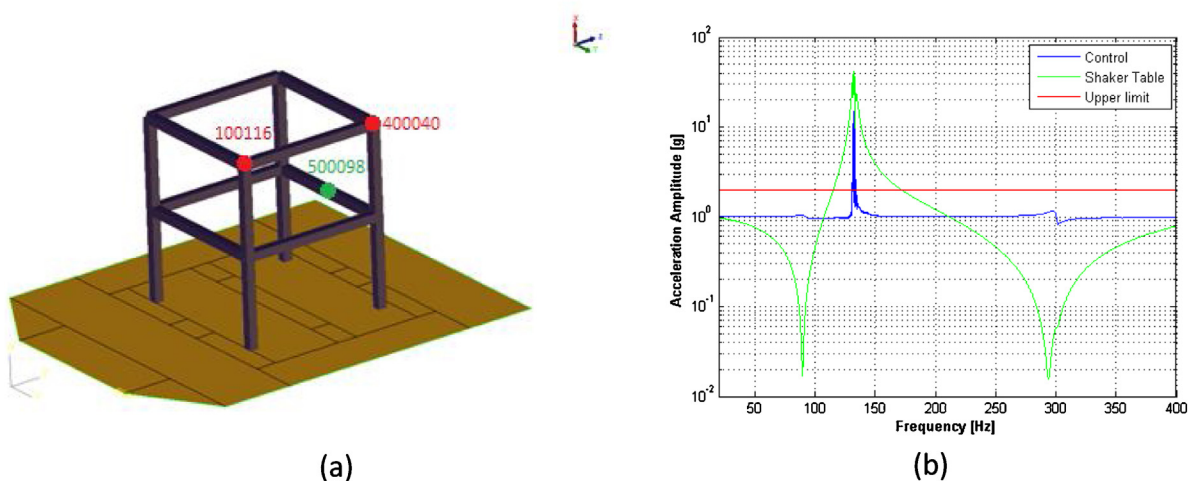 X
Z
Y
100116
400040
500098
(a)
10^2
10^1
10^0
10^-1
10^-2
Acceleration Amplitude [g]
Control
Shaker Table
Upper limit
50
100
150
200
250
300
350
400
Frequency [Hz]
(b)